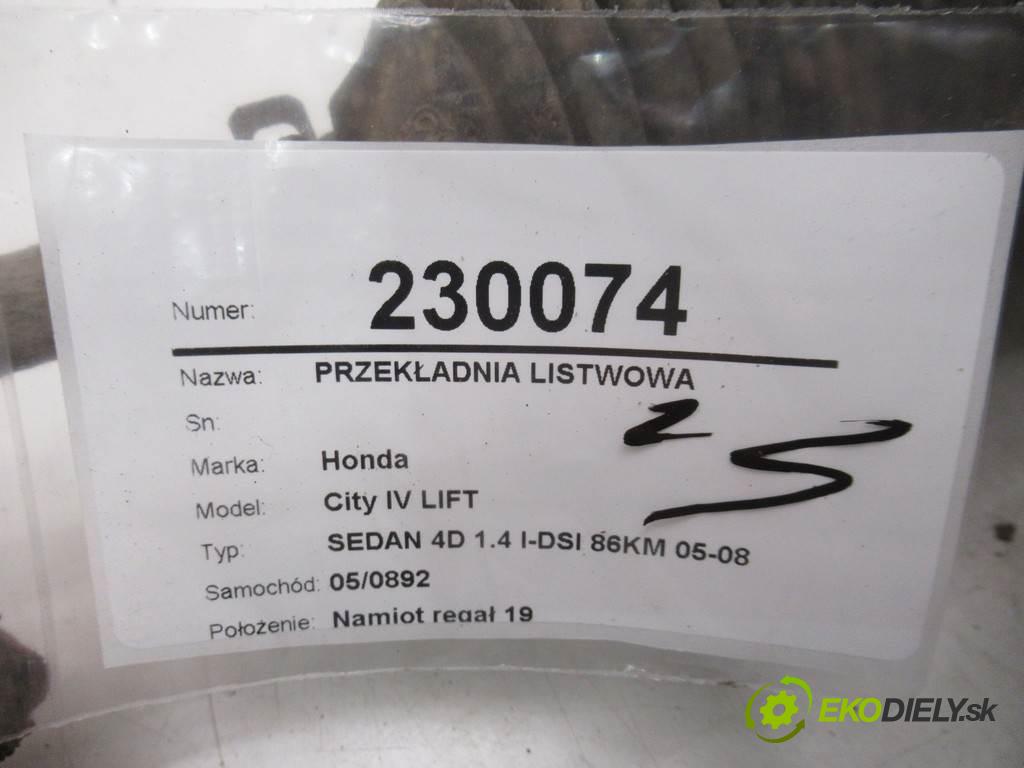 Numer: 230074
Nazwa: PRZEKŁADNIA LISTWOWA
Sn:
Marka: Honda
Model: City IV LIFT
Typ: SEDAN 4D 1.4 I-DSI 86KM 05-08
Samochód: 05/0892
Położenie: Namiot regał 19
EKODIELY.sk